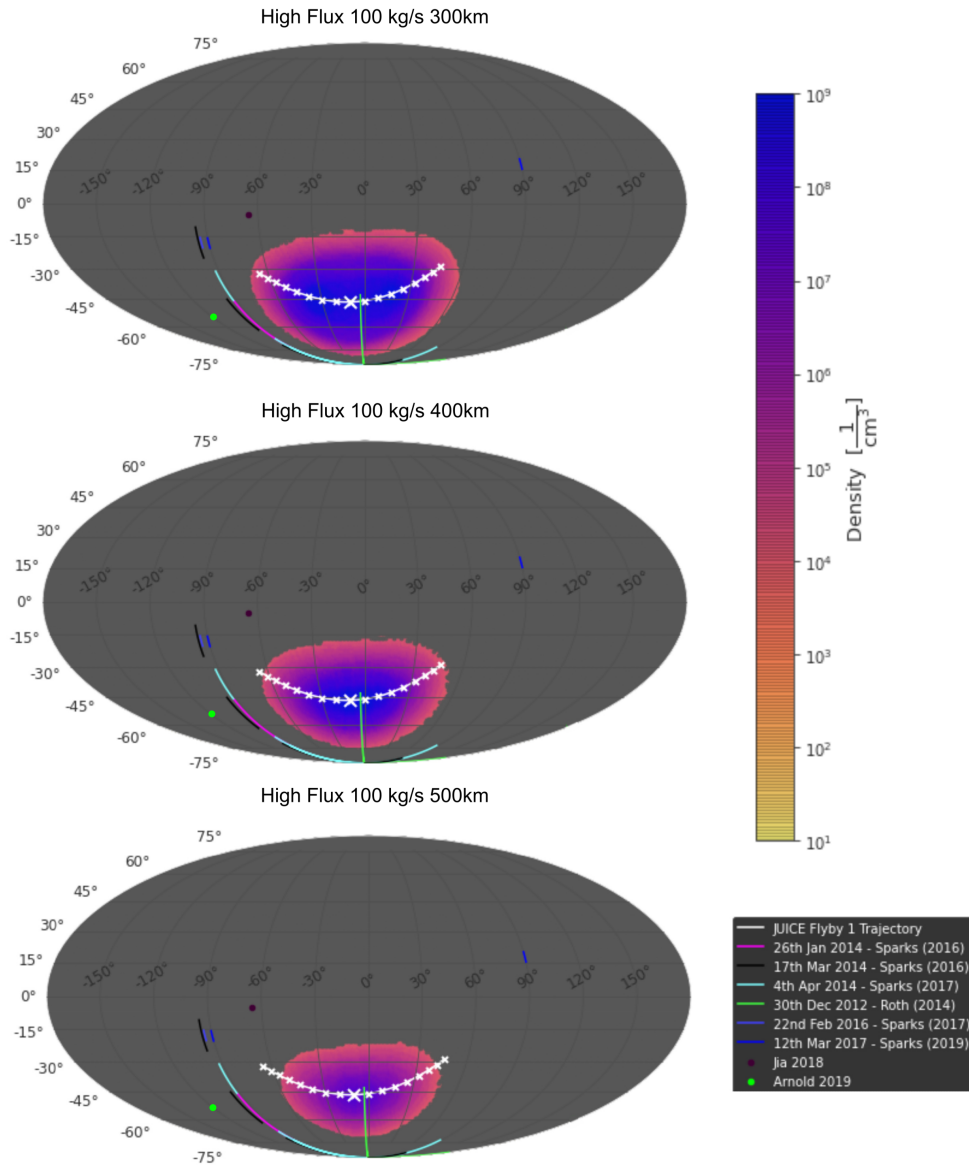 High Flux 100 kg/s 300km
75°
60°
45°
30°
15°
0°
-15°
-30°
-45°
-60°
-75°
-150° -120° -90° -60° -30° 0° 30° 60° 90° 120° 150°
High Flux 100 kg/s 400km
75°
60°
45°
30°
15°
0°
-15°
-30°
-45°
-60°
-75°
-150° -120° -90° -60° -30° 0° 30° 60° 90° 120° 150°
High Flux 100 kg/s 500km
75°
60°
45°
30°
15°
0°
-15°
-30°
-45°
-60°
-75°
-150° -120° -90° -60° -30° 0° 30° 60° 90° 120° 150°
10⁹
10⁸
10⁷
10⁶
10⁵
10⁴
10³
10²
10¹
Density [1/cm³]
JUICE Flyby 1 Trajectory
26th Jan 2014 - Sparks (2016)
17th Mar 2014 - Sparks (2016)
4th Apr 2014 - Sparks (2017)
30th Dec 2012 - Roth (2014)
22nd Feb 2016 - Sparks (2017)
12th Mar 2017 - Sparks (2019)
Jia 2018
Arnold 2019